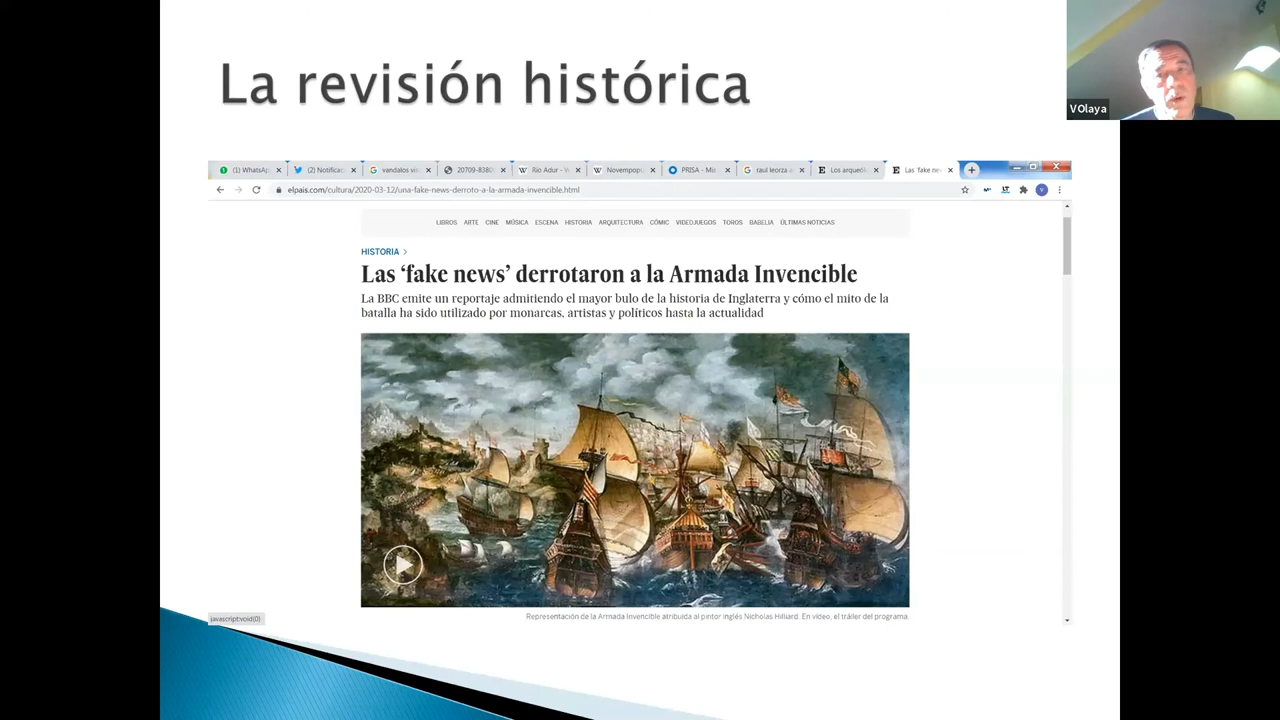 La revisión histórica
VOlaya
(1) WhatsAp
(2) Notificac
vandalos vis
20709-8380
Río Adur - 
Novempopu
PRISA - Mis
raul leorza a
Los arqueól
Las 'fake ne
elpais.com/cultura/2020-03-12/una-fake-news-derroto-a-la-armada-invencible.html
LIBROS ARTE CINE MÚSICA ESCENA HISTORIA ARQUITECTURA CÓMIC VIDEOJUEGOS TOROS BABELIA ÚLTIMAS NOTICIAS
HISTORIA
Las ‘fake news’ derrotaron a la Armada Invencible
La BBC emite un reportaje admitiendo el mayor bulo de la historia de Inglaterra y cómo el mito de la
batalla ha sido utilizado por monarcas, artistas y políticos hasta la actualidad
javascript:void(0)
Representación de la Armada Invencible atribuida al pintor inglés Nicholas Hilliard. En vídeo, el tráiler del programa.